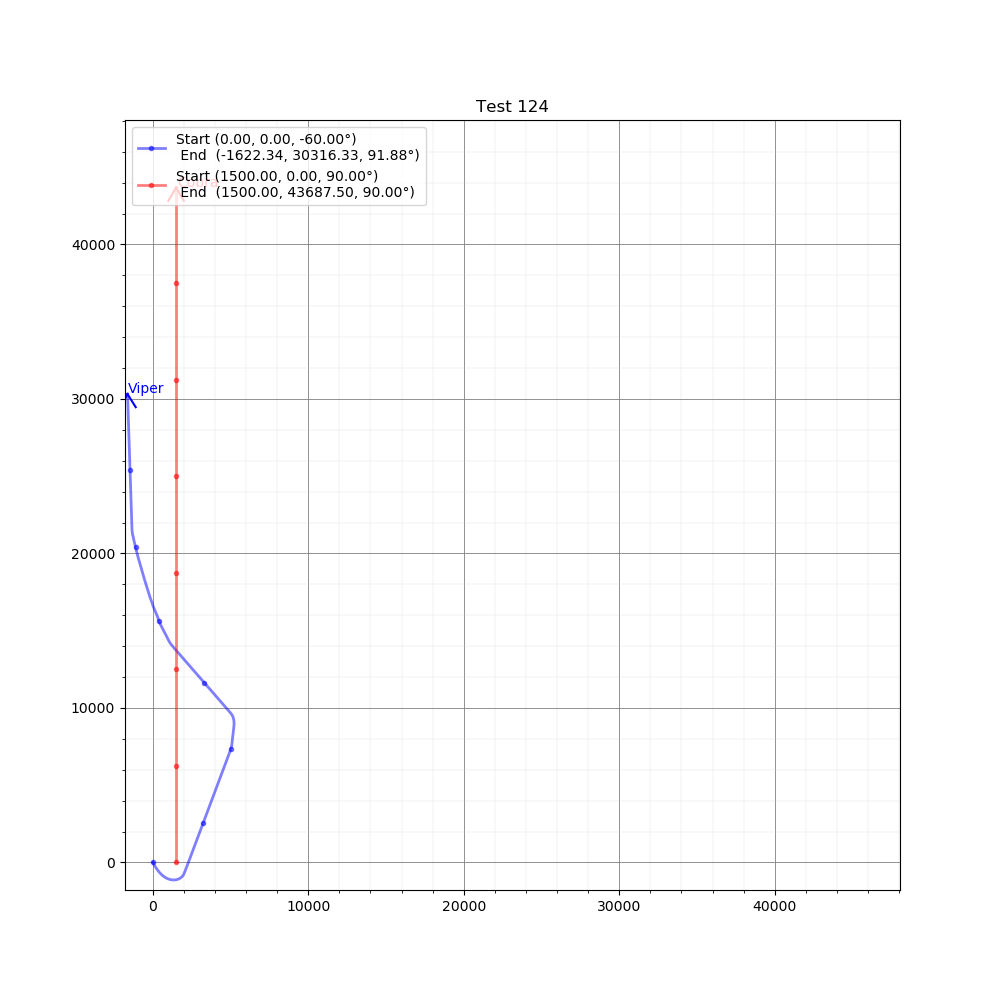 Test 124
Start (0.00, 0.00, -60.00°)
End (-1622.34, 30316.33, 91.88°)
Start (1500.00, 0.00, 90.00°)
End (1500.00, 43687.50, 90.00°)
40000
Viper
30000
20000
10000
0
0 10000 20000 30000 40000